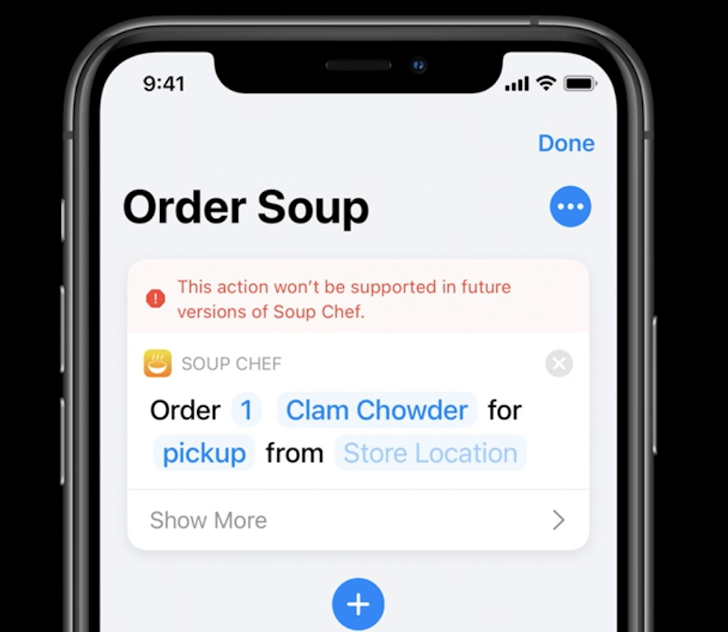 9:41
Done
Order Soup
This action won’t be supported in future
versions of Soup Chef.
SOUP CHEF
Order 1 Clam Chowder for
pickup from Store Location
Show More